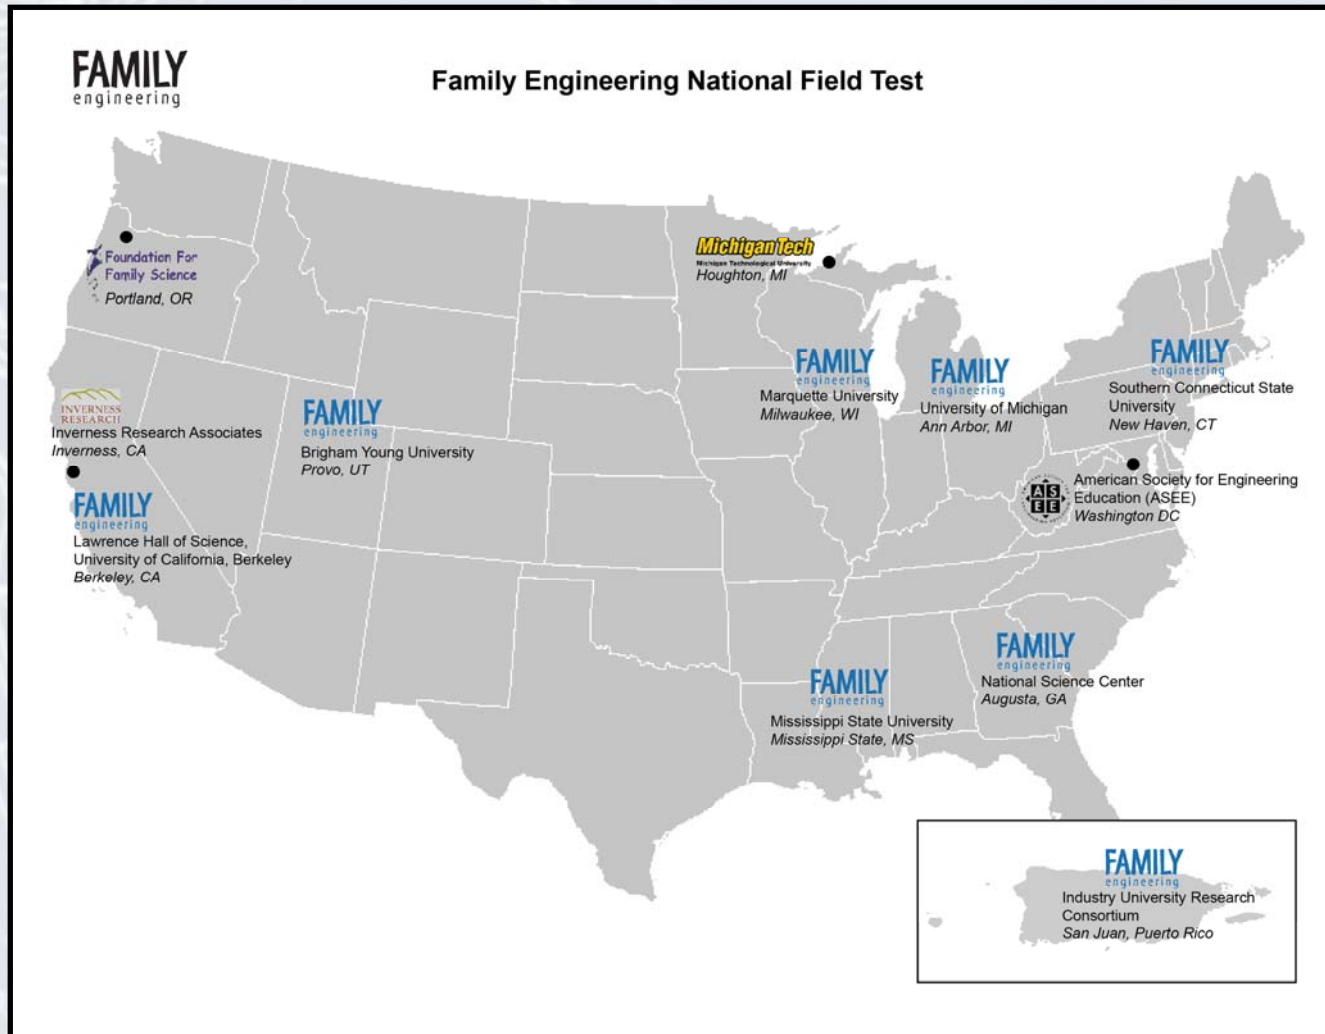 FAMILY
engineering
Family Engineering National Field Test
Foundation For
Family Science
Portland, OR
MichiganTech
Michigan Technological University
Houghton, MI
FAMILY
engineering
Marquette University
Milwaukee, WI
FAMILY
engineering
University of Michigan
Ann Arbor, MI
FAMILY
engineering
Southern Connecticut State
University
New Haven, CT
INVERNESS
RESEARCH
Inverness Research Associates
Inverness, CA
FAMILY
engineering
Brigham Young University
Provo, UT
FAMILY
engineering
Lawrence Hall of Science,
University of California, Berkeley
Berkeley, CA
AS
EE
American Society for Engineering
Education (ASEE)
Washington DC
FAMILY
engineering
National Science Center
Augusta, GA
FAMILY
engineering
Mississippi State University
Mississippi State, MS
FAMILY
engineering
Industry University Research
Consortium
San Juan, Puerto Rico